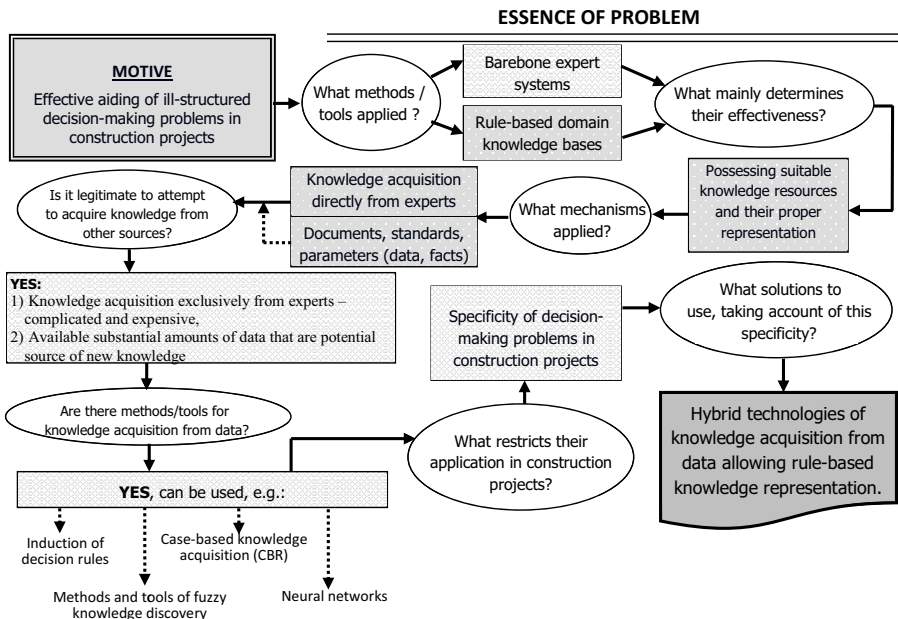 ESSENCE OF PROBLEM
MOTIVE
Effective aiding of ill-structured
decision-making problems in
construction projects
What methods /
tools applied ?
Barebone expert
systems
Rule-based domain
knowledge bases
What mainly determines
their effectiveness?
Possessing suitable
knowledge resources
and their proper
representation
What mechanisms
applied?
Knowledge acquisition
directly from experts
Documents, standards,
parameters (data, facts)
Is it legitimate to attempt
to acquire knowledge from
other sources?
YES:
1) Knowledge acquisition exclusively from experts –
complicated and expensive,
2) Available substantial amounts of data that are potential
source of new knowledge
Are there methods/tools for
knowledge acquisition from data?
YES, can be used, e.g.:
Induction of
decision rules
Methods and tools of fuzzy
knowledge discovery
Case-based knowledge
acquisition (CBR)
Neural networks
What restricts their
application in construction
projects?
Specificity of decision-
making problems in
construction projects
What solutions to
use, taking account of this
specificity?
Hybrid technologies of
knowledge acquisition from
data allowing rule-based
knowledge representation.